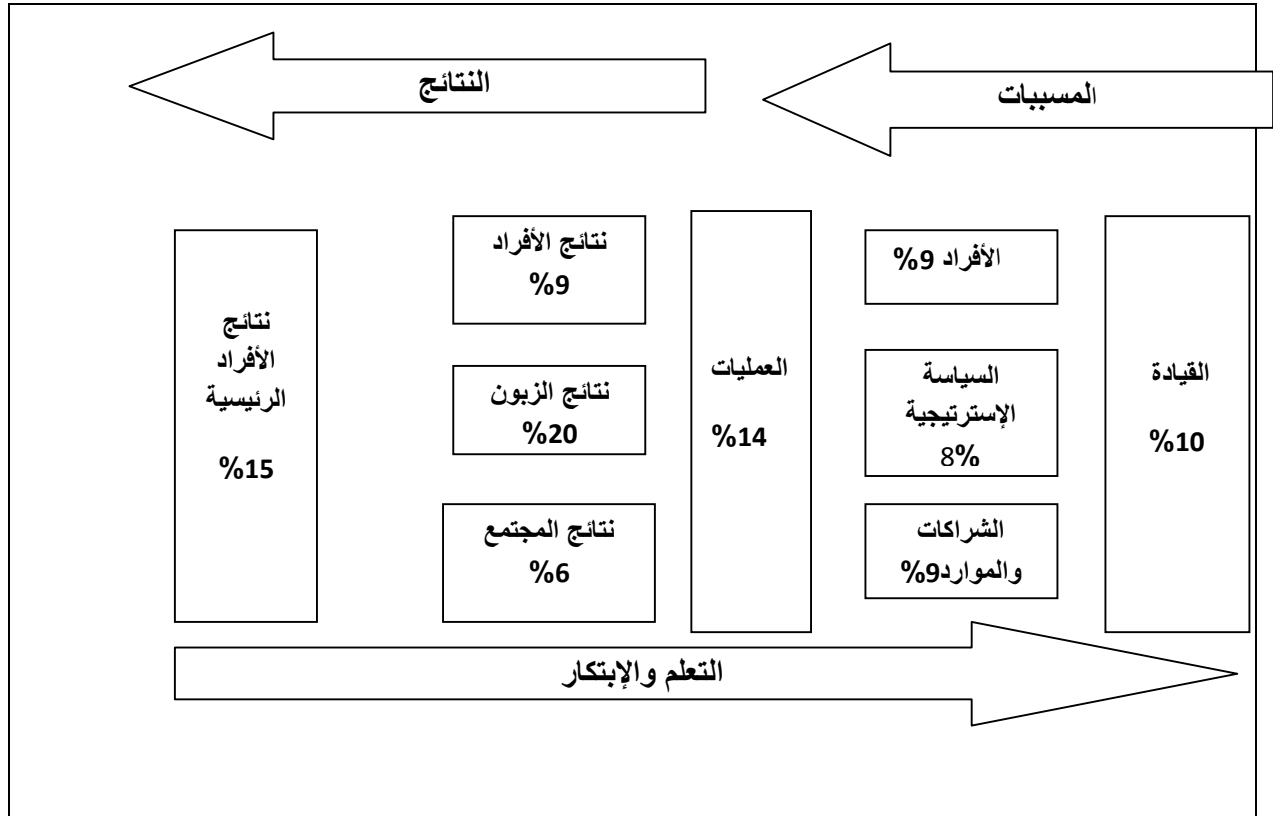 المسببات
النتائج
القيادة
%10
الأفراد 9%
السياسة
الإسترتيجية
8%
الشراكات
والموارد9%
العمليات
%14
نتائج الأفراد
%9
نتائج الزبون
%20
نتائج المجتمع
%6
نتائج
الأفراد
الرئيسية
%15
التعلم والإبتكار